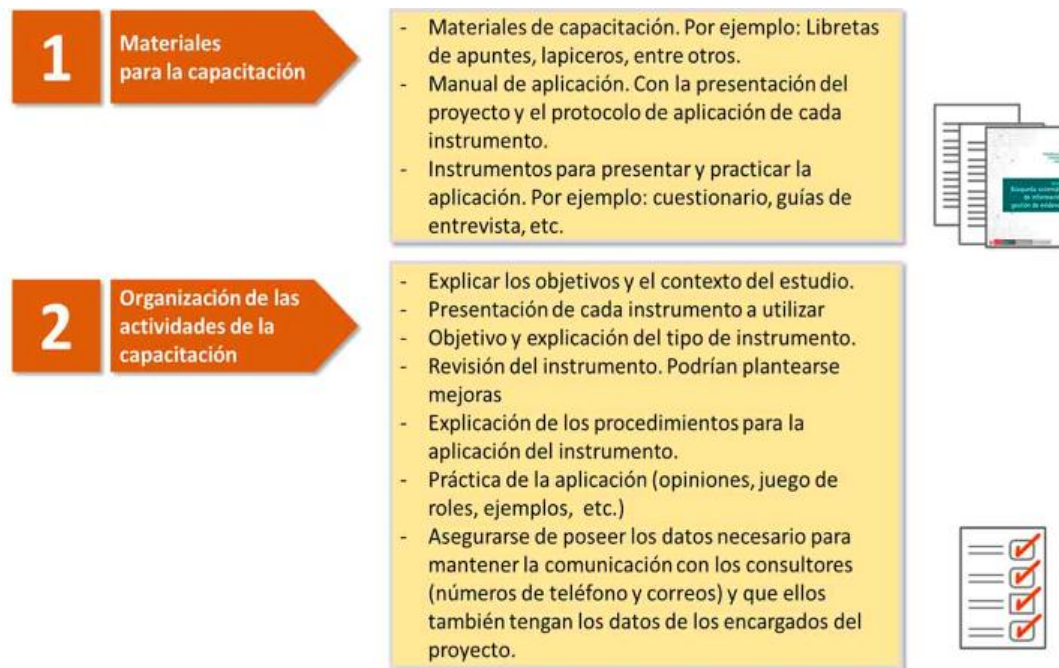 1
Materiales
para la capacitación
- Materiales de capacitación. Por ejemplo: Libretas
de apuntes, lapiceros, entre otros.
- Manual de aplicación. Con la presentación del
proyecto y el protocolo de aplicación de cada
instrumento.
- Instrumentos para presentar y practicar la
aplicación. Por ejemplo: cuestionario, guías de
entrevista, etc.
2
Organización de las
actividades de la
capacitación
- Explicar los objetivos y el contexto del estudio.
- Presentación de cada instrumento a utilizar
- Objetivo y explicación del tipo de instrumento.
- Revisión del instrumento. Podrían plantearse
mejoras
- Explicación de los procedimientos para la
aplicación del instrumento.
- Práctica de la aplicación (opiniones, juego de
roles, ejemplos, etc.)
- Asegurarse de poseer los datos necesario para
mantener la comunicación con los consultores
(números de teléfono y correos) y que ellos
también tengan los datos de los encargados del
proyecto.